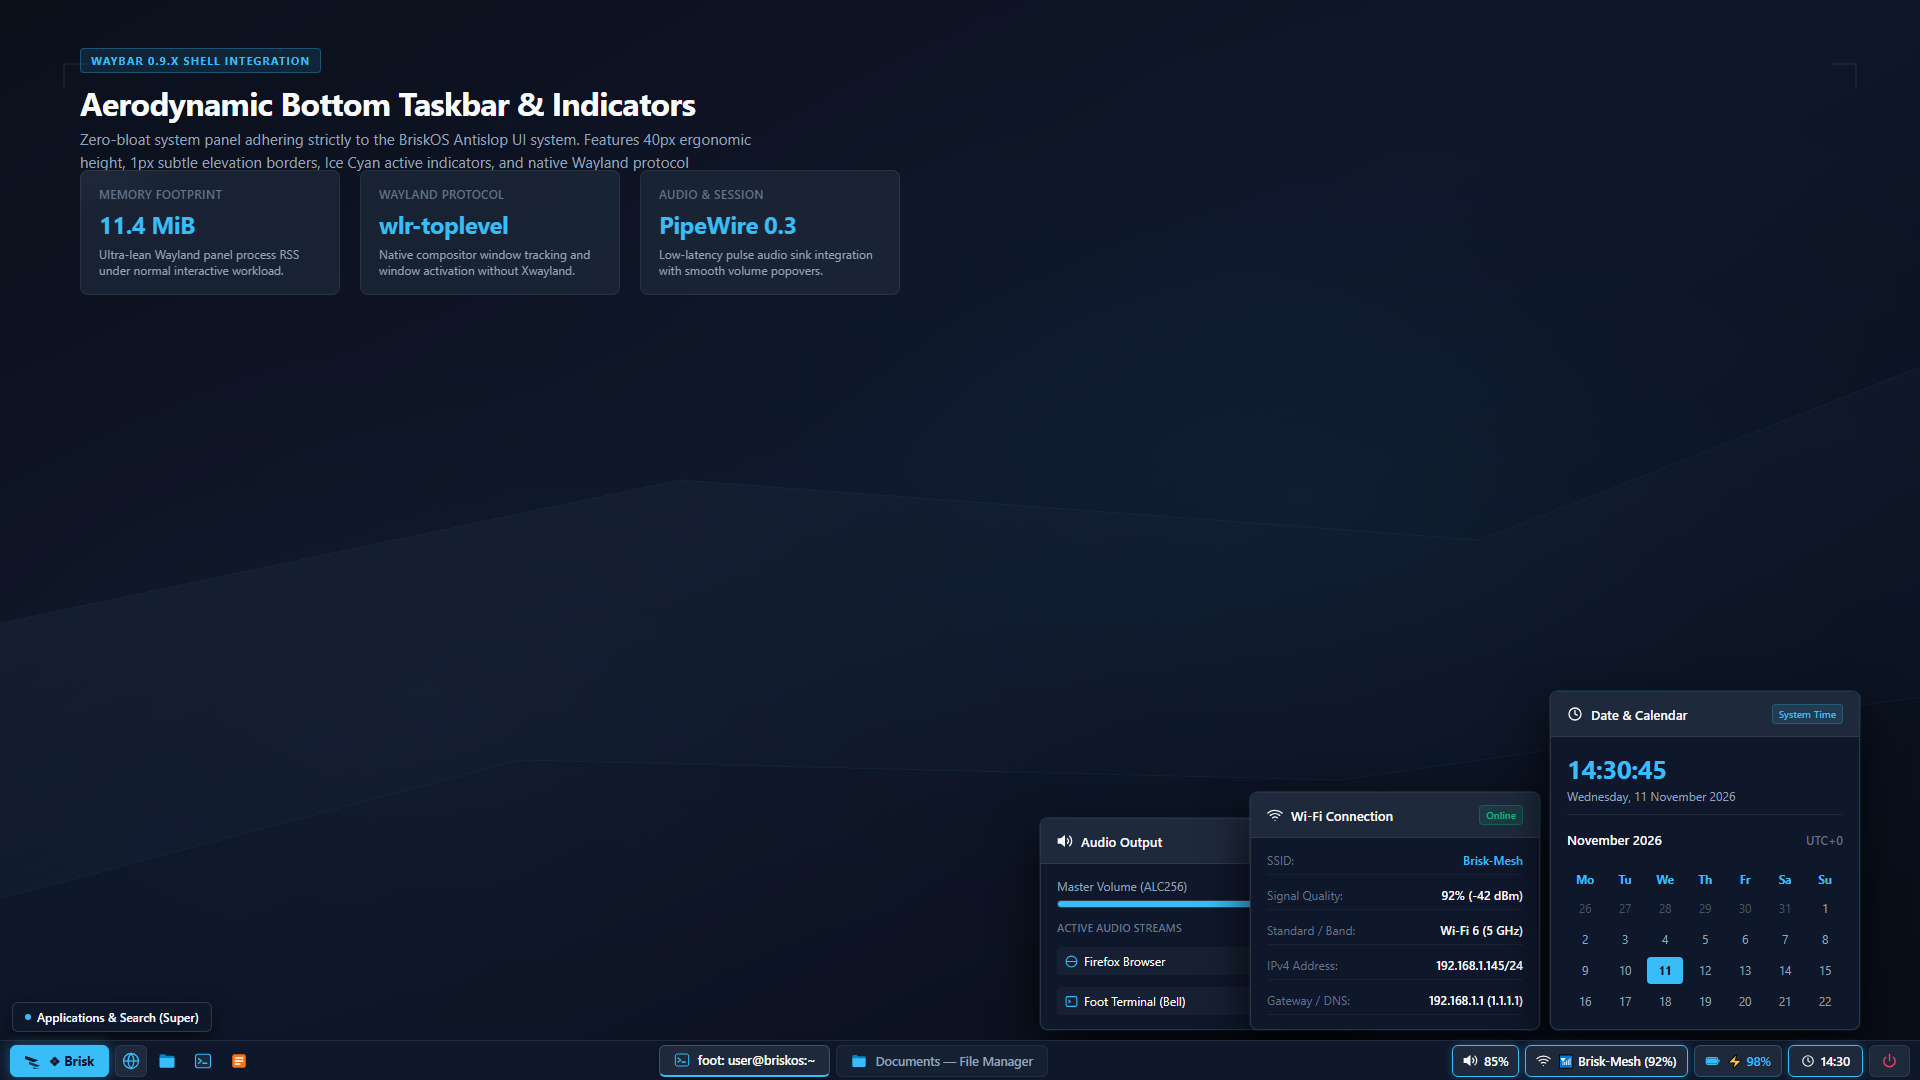 WAYBAR 0.9.X SHELL INTEGRATION
Aerodynamic Bottom Taskbar & Indicators
Zero-bloat system panel adhering strictly to the BriskOS Antislop UI system. Features 40px ergonomic
height, 1px subtle elevation borders, Ice Cyan active indicators, and native Wayland protocol
MEMORY FOOTPRINT
11.4 MiB
Ultra-lean Wayland panel process RSS
under normal interactive workload.
WAYLAND PROTOCOL
wlr-toplevel
Native compositor window tracking and
window activation without Xwayland.
AUDIO & SESSION
PipeWire 0.3
Low-latency pulse audio sink integration
with smooth volume popovers.
Audio Output
Master Volume (ALC256)
ACTIVE AUDIO STREAMS
Firefox Browser
Foot Terminal (Bell)
Wi-Fi Connection
Online
SSID: Brisk-Mesh
Signal Quality: 92% (-42 dBm)
Standard / Band: Wi-Fi 6 (5 GHz)
IPv4 Address: 192.168.1.145/24
Gateway / DNS: 192.168.1.1 (1.1.1.1)
Date & Calendar
System Time
14:30:45
Wednesday, 11 November 2026
November 2026 UTC+0
Mo Tu We Th Fr Sa Su
26 27 28 29 30 31 1
2 3 4 5 6 7 8
9 10 11 12 13 14 15
16 17 18 19 20 21 22
Applications & Search (Super)
❖ Brisk
foot: user@briskos:~
Documents — File Manager
85%
Brisk-Mesh (92%)
98%
14:30